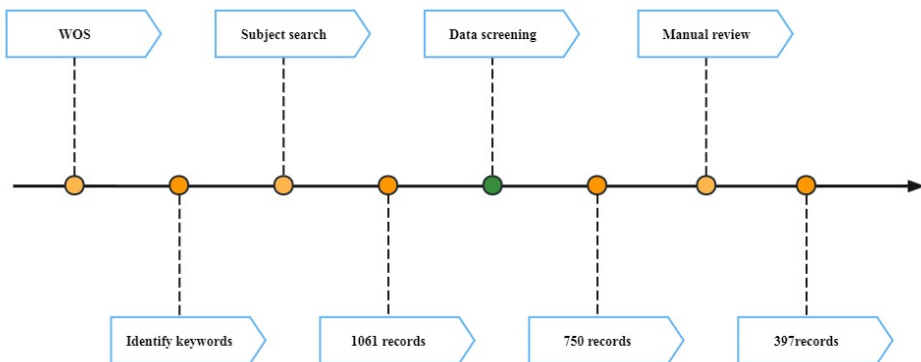 WOS
Subject search
Data screening
Manual review
Identify keywords
1061 records
750 records
397records